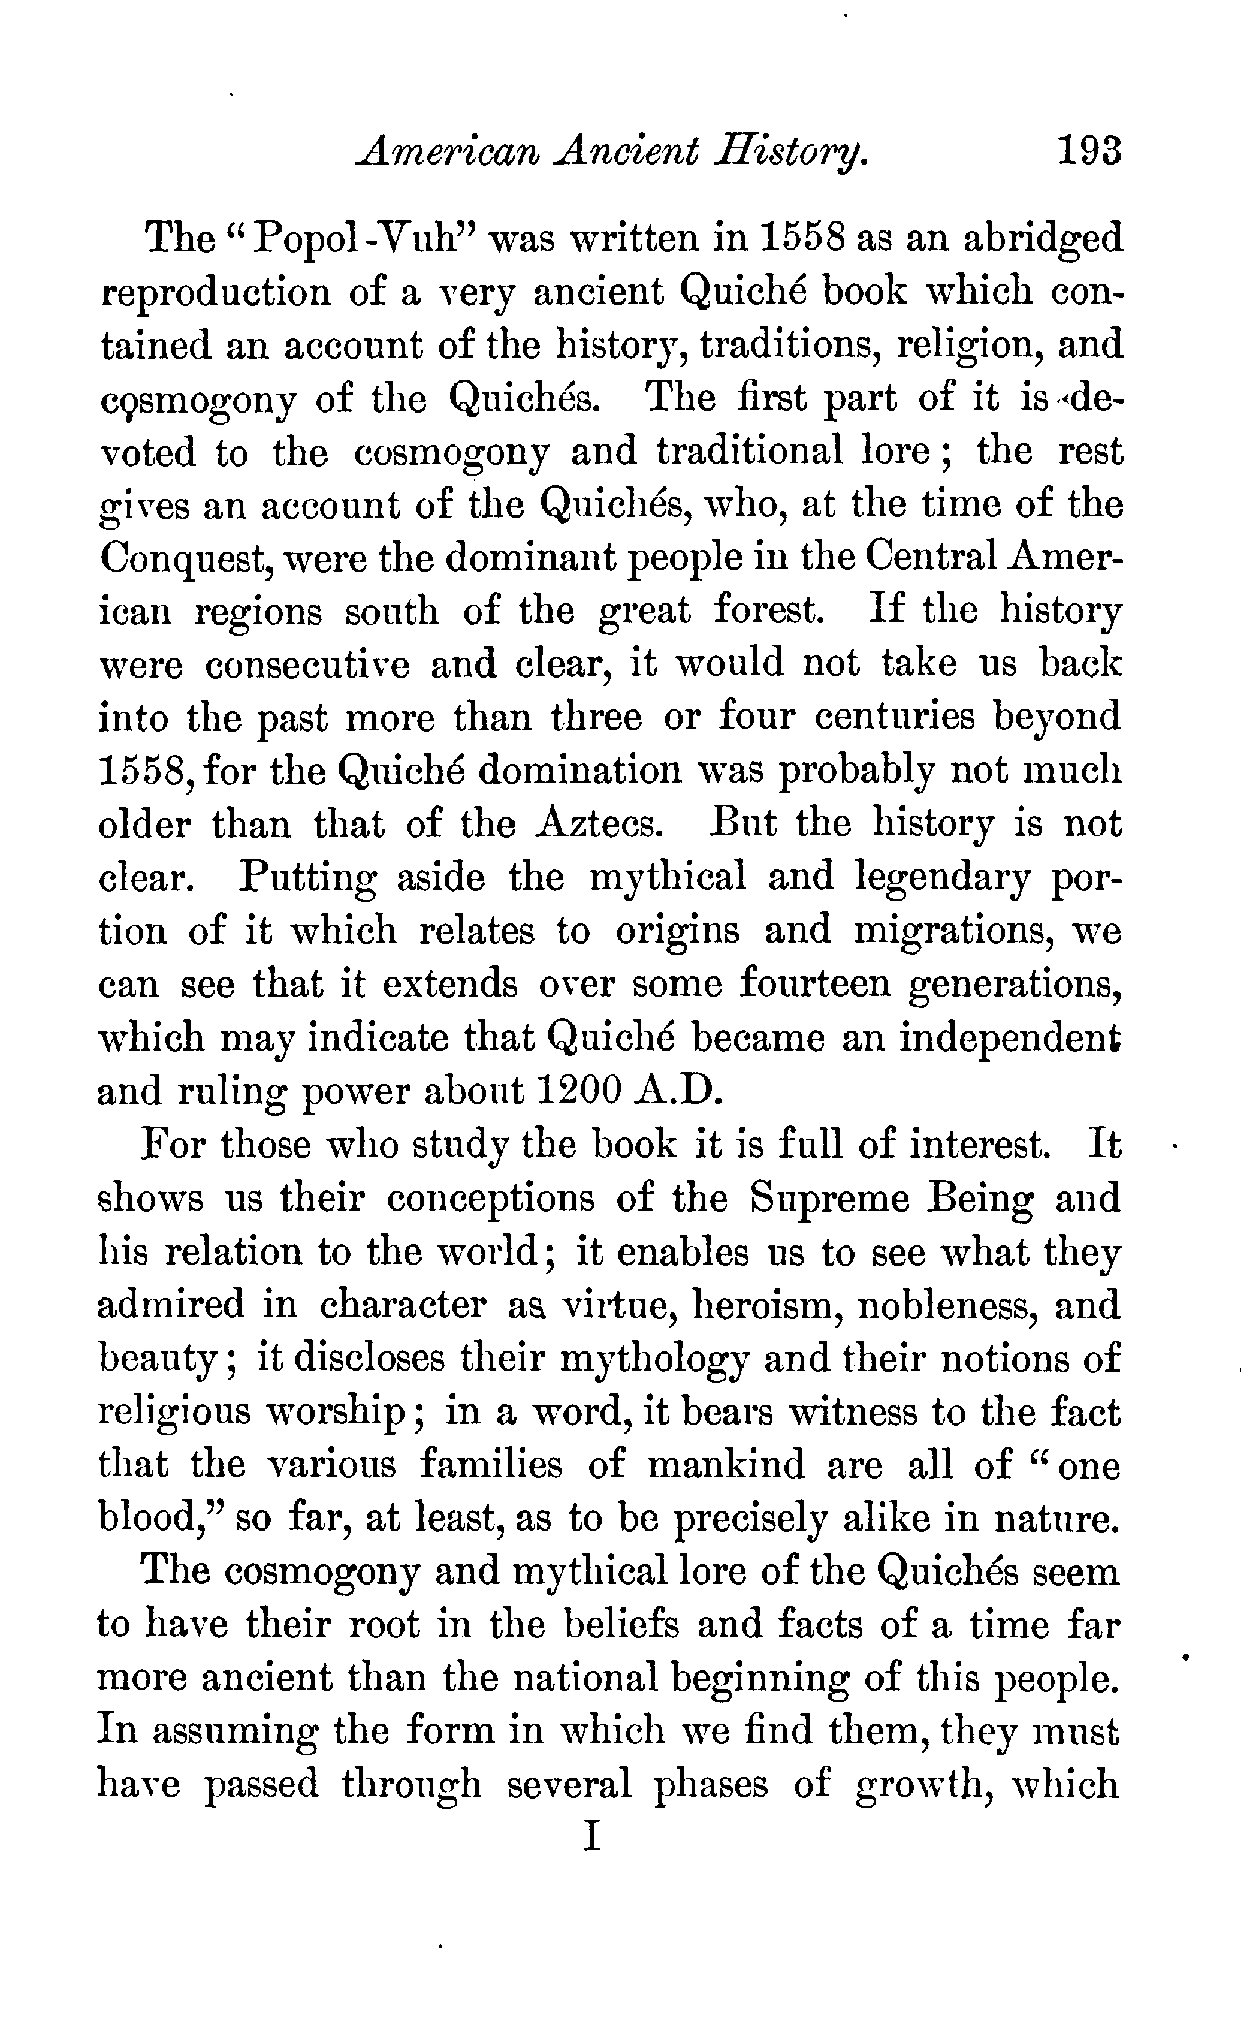 American Ancient History. 193
The “Popol-Vuh” was written in 1558 as an abridged
reproduction of a very ancient Quiché book which con-
tained an account of the history, traditions, religion, and
cosmogony of the Quichés. The first part of it is de-
voted to the cosmogony and traditional lore; the rest
gives an account of the Quichés, who, at the time of the
Conquest, were the dominant people in the Central Amer-
ican regions south of the great forest. If the history
were consecutive and clear, it would not take us back
into the past more than three or four centuries beyond
1558, for the Quiché domination was probably not much
older than that of the Aztecs. But the history is not
clear. Putting aside the mythical and legendary por-
tion of it which relates to origins and migrations, we
can see that it extends over some fourteen generations,
which may indicate that Quiché became an independent
and ruling power about 1200 A.D.
For those who study the book it is full of interest. It
shows us their conceptions of the Supreme Being and
his relation to the world; it enables us to see what they
admired in character as virtue, heroism, nobleness, and
beauty; it discloses their mythology and their notions of
religious worship; in a word, it bears witness to the fact
that the various families of mankind are all of “one
blood,” so far, at least, as to be precisely alike in nature.
The cosmogony and mythical lore of the Quichés seem
to have their root in the beliefs and facts of a time far
more ancient than the national beginning of this people.
In assuming the form in which we find them, they must
have passed through several phases of growth, which
I